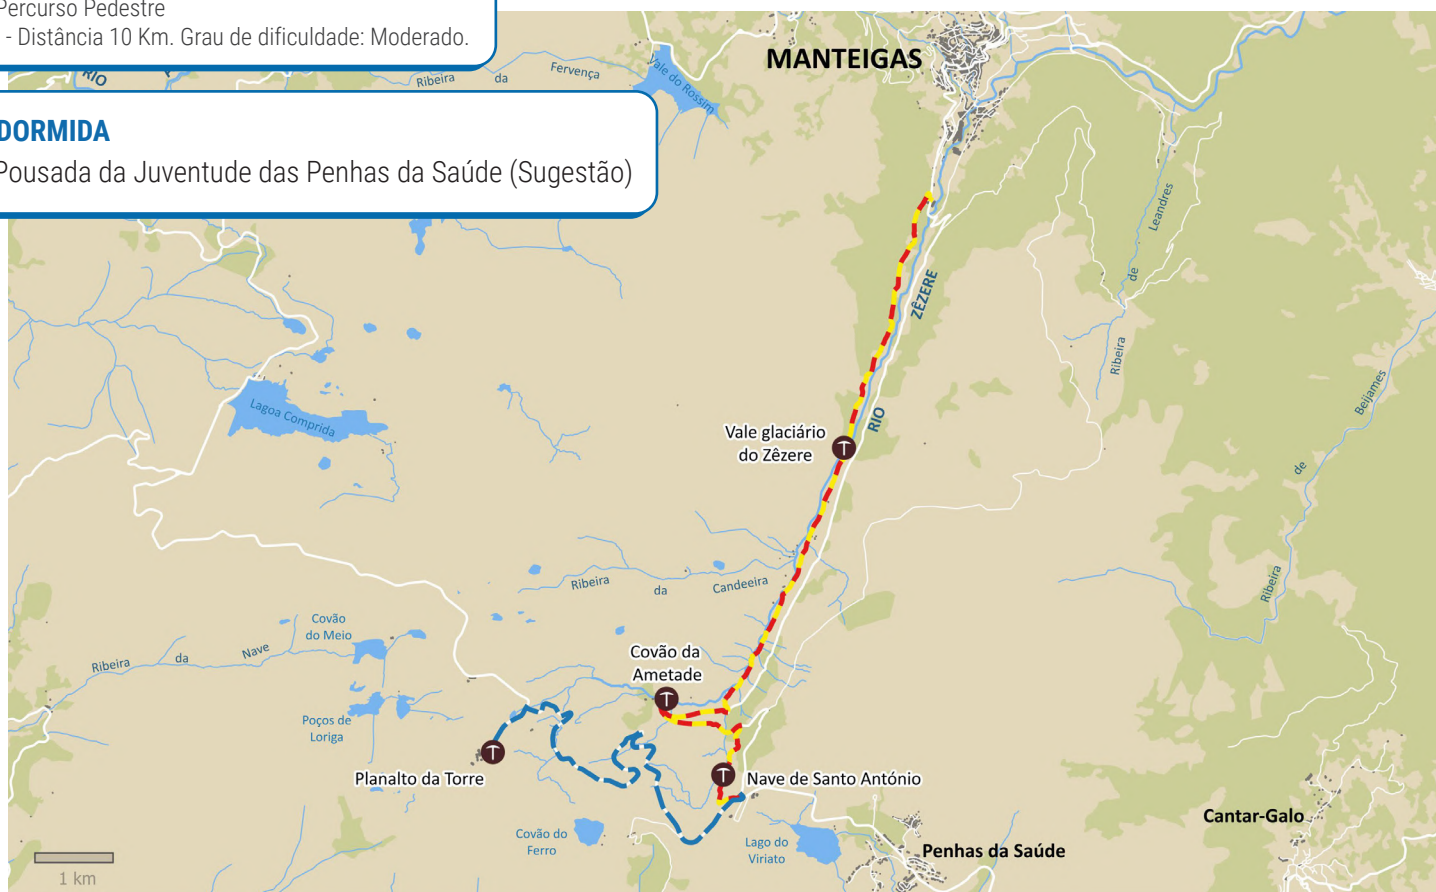 Percurso Pedestre
- Distância 10 Km. Grau de dificuldade: Moderado.
DORMIDA
Pousada da Juventude das Penhas da Saúde (Sugestão)
MANTEIGAS
RIO
Ribeira da Fervença
Vale do Rossim
Leandres
de
Ribeira
ZÊZERE
RIO
Beijames
de
Ribeira
Lagoa Comprida
Vale glaciário
do Zêzere
Ribeira da Candeeira
Covão
do Meio
Ribeira da Nave
Covão da
Ametade
Poços de
Loriga
Planalto da Torre
Nave de Santo António
Covão do
Ferro
Lago do
Viriato
Penhas da Saúde
Cantar-Galo
1 km